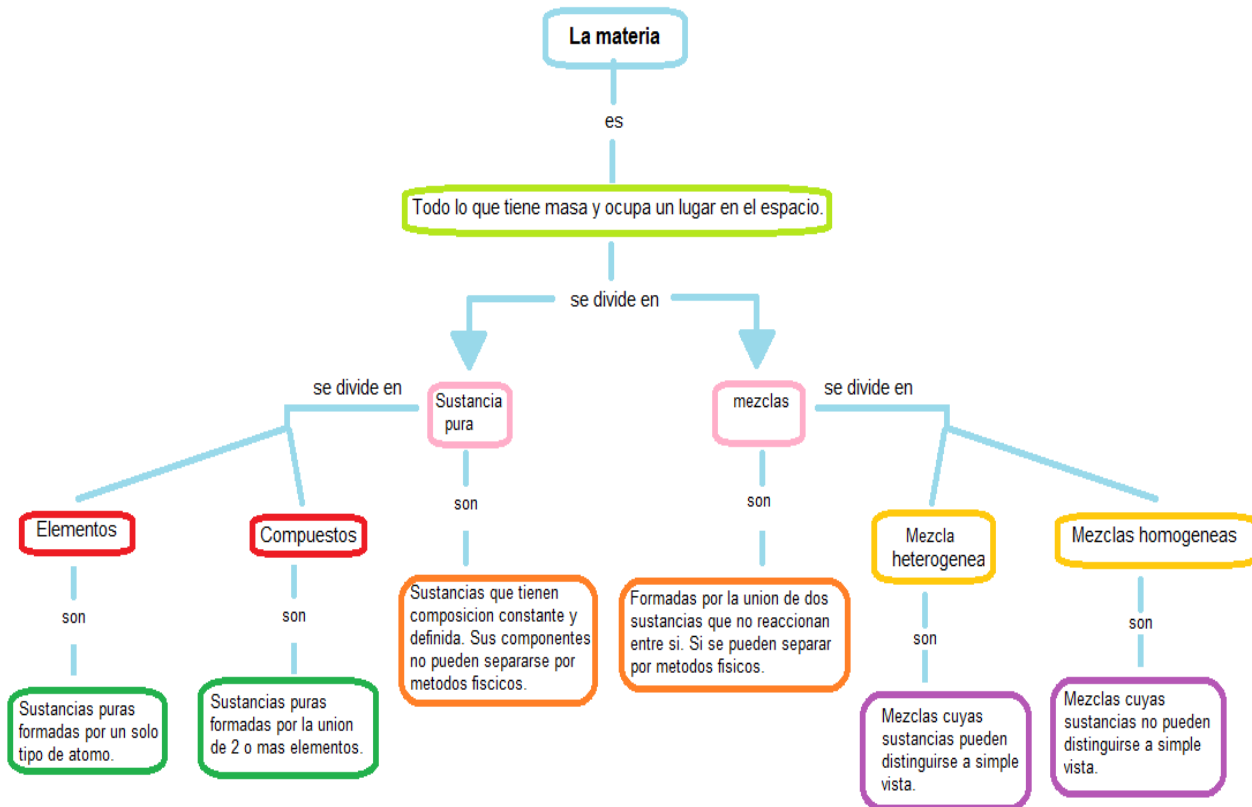 La materia
es
Todo lo que tiene masa y ocupa un lugar en el espacio.
se divide en
se divide en
Sustancia
pura
mezclas
se divide en
son
son
Elementos
Compuestos
Mezcla
heterogenea
Mezclas homogeneas
son
son
Sustancias que tienen
composicion constante y
definida. Sus componentes
no pueden separarse por
metodos fiscicos.
Formadas por la union de dos
sustancias que no reaccionan
entre si. Si se pueden separar
por metodos fisicos.
son
son
Sustancias puras
formadas por un solo
tipo de atomo.
Sustancias puras
formadas por la union
de 2 o mas elementos.
Mezclas cuyas
sustancias pueden
distinguirse a simple
vista.
Mezclas cuyas
sustancias no pueden
distinguirse a simple
vista.